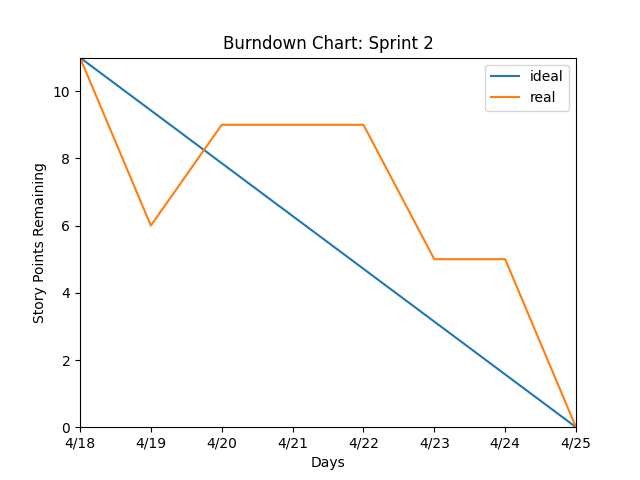 Burndown Chart: Sprint 2
ideal
real
Story Points Remaining
10
8
6
4
2
0
4/18 4/19 4/20 4/21 4/22 4/23 4/24 4/25
Days